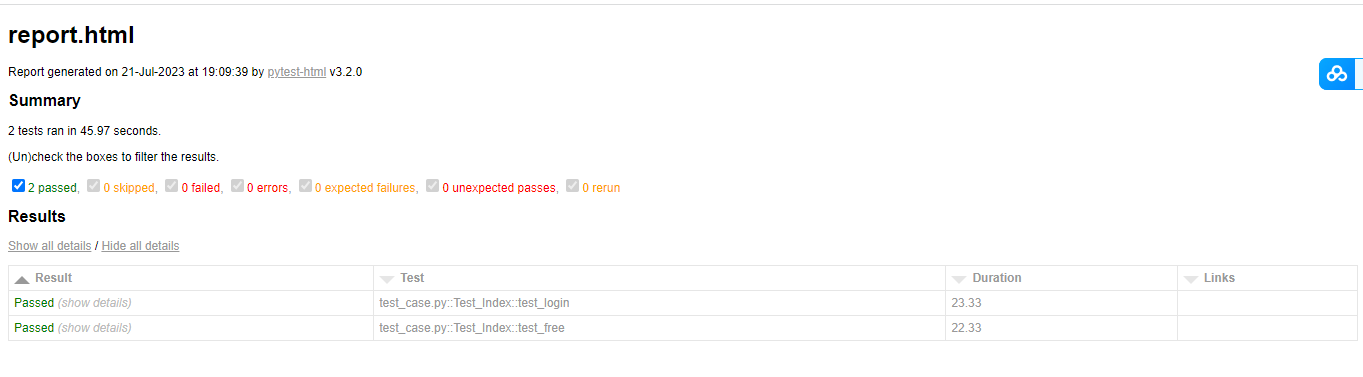 report.html
Report generated on 21-Jul-2023 at 19:09:39 by pytest-html v3.2.0
Summary
2 tests ran in 45.97 seconds.
(Un)check the boxes to filter the results.
2 passed, 0 skipped, 0 failed, 0 errors, 0 expected failures, 0 unexpected passes, 0 rerun
Results
Show all details / Hide all details
Result Test Duration Links
Passed (show details) test_case.py::Test_Index::test_login 23.33
Passed (show details) test_case.py::Test_Index::test_free 22.33